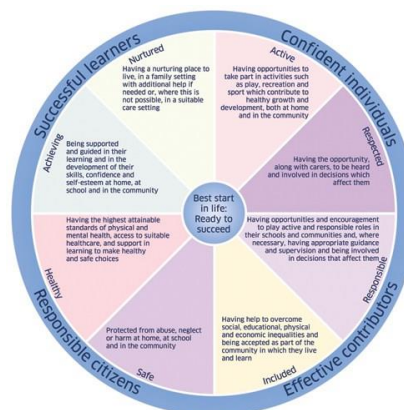 Successful learners
Confident individuals
Nurtured
Having a nurturing place to
live, in a family setting
with additional help if
needed or, where this is
not possible, in a suitable
care setting
Active
Having opportunities to
take part in activities such
as play, recreation and
sport which contribute to
healthy growth and
development, both at home
and in the community
Achieving
Being supported
and guided in their
learning and in the
development of their
skills, confidence and
self-esteem at home, at
school and in the community
Respected
Having the opportunity,
along with carers, to be heard
and involved in decisions which
affect them
Best start
in life:
Ready to
succeed
Healthy
Having the highest attainable
standards of physical and
mental health, access to suitable
healthcare, and support in
learning to make healthy
and safe choices
Having opportunities and encouragement
to play active and responsible roles in
their schools and communities and, where
necessary, having appropriate guidance
and supervision and being involved
in decisions that affect them
Responsible
Protected from abuse, neglect
or harm at home, at school
and in the community
Safe
Having help to overcome
social, educational, physical
and economic inequalities and
being accepted as part of the
community in which they live
and learn
Included
Responsible citizens
Effective contributors